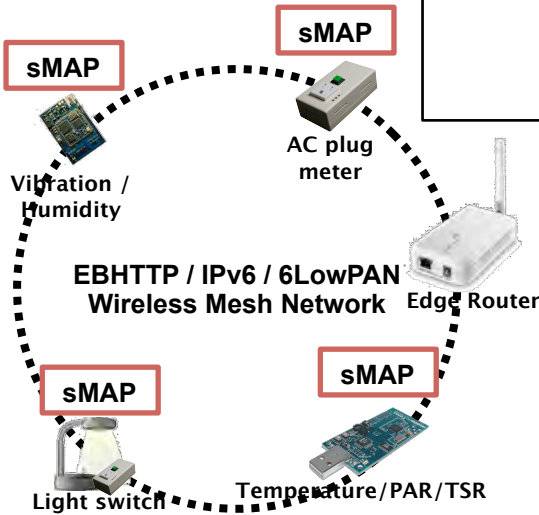 sMAP
sMAP
AC plug
meter
Vibration /
Humidity
EBHTTP / IPv6 / 6LowPAN
Wireless Mesh Network
Edge Router
sMAP
sMAP
Light switch
Temperature/PAR/TSR